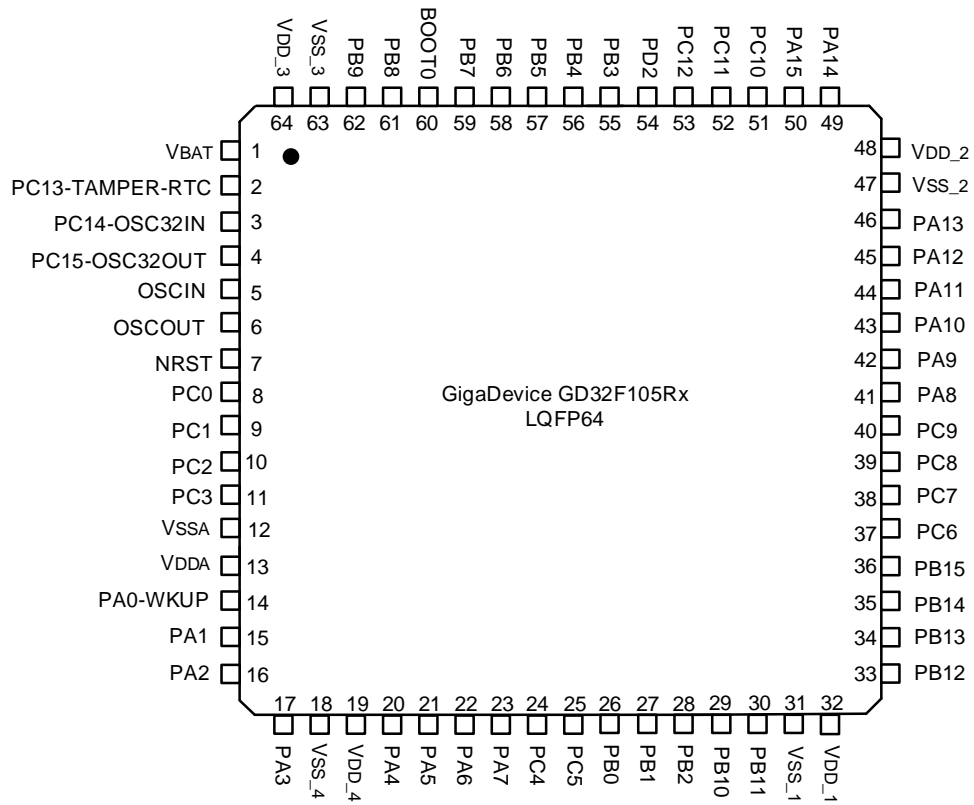 VDD_3
VSS_3
PB9
PB8
BOOT0
PB7
PB6
PB5
PB4
PB3
PD2
PC12
PC11
PC10
PA15
PA14
64 63 62 61 60 59 58 57 56 55 54 53 52 51 50 49
VBAT 1
PC13-TAMPER-RTC 2
PC14-OSC32IN 3
PC15-OSC32OUT 4
OSCIN 5
OSCOUT 6
NRST 7
PC0 8
PC1 9
PC2 10
PC3 11
VSSA 12
VDDA 13
PA0-WKUP 14
PA1 15
PA2 16
GigaDevice GD32F105Rx
LQFP64
48 VDD_2
47 VSS_2
46 PA13
45 PA12
44 PA11
43 PA10
42 PA9
41 PA8
40 PC9
39 PC8
38 PC7
37 PC6
36 PB15
35 PB14
34 PB13
33 PB12
17 18 19 20 21 22 23 24 25 26 27 28 29 30 31 32
PA3
VSS_4
VDD_4
PA4
PA5
PA6
PA7
PC4
PC5
PB0
PB1
PB2
PB10
PB11
VSS_1
VDD_1